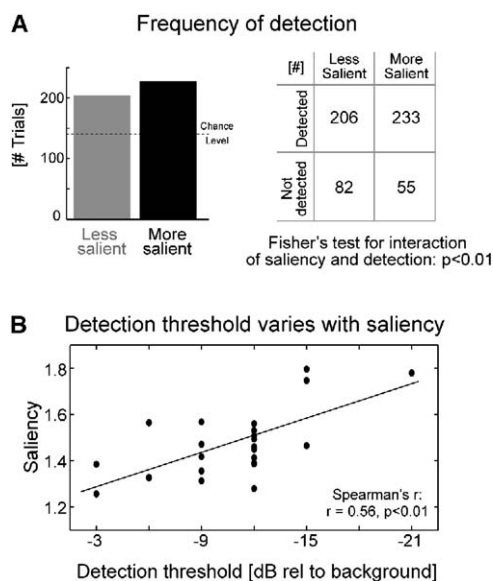 A
Frequency of detection
[# Trials]
200
100
0
Chance
Level
Less
salient
More
salient
[#]
Less
Salient
More
Salient
Detected
206
233
Not
detected
82
55
Fisher's test for interaction
of saliency and detection: p<0.01
B
Detection threshold varies with saliency
Saliency
1.8
1.6
1.4
1.2
Spearman's r:
r = 0.56, p<0.01
-3
-9
-15
-21
Detection threshold [dB rel to background]